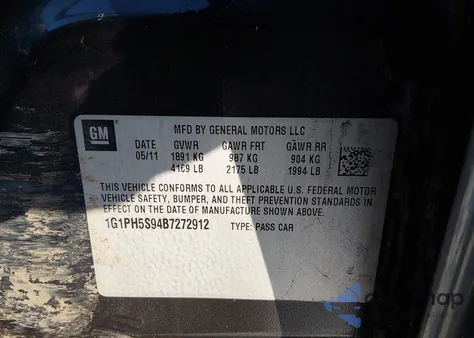 GM
MFD BY GENERAL MOTORS LLC
DATE GVWR GAWR FRT GAWR RR
05/11 1891 KG 987 KG 904 KG
4169 LB 2175 LB 1994 LB
THIS VEHICLE CONFORMS TO ALL APPLICABLE U.S. FEDERAL MOTOR
VEHICLE SAFETY, BUMPER, AND THEFT PREVENTION STANDARDS IN
EFFECT ON THE DATE OF MANUFACTURE SHOWN ABOVE.
1G1PH5S94B7272912 TYPE: PASS CAR